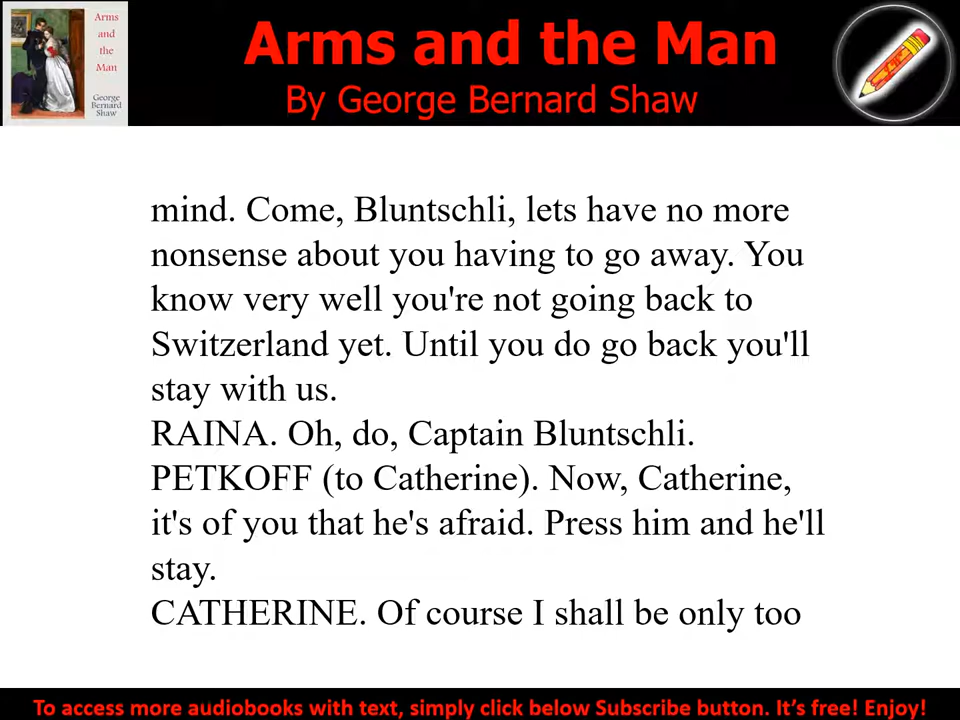 Arms
and
the
Man
George
Bernard
Shaw
Arms and the Man
By George Bernard Shaw
mind. Come, Bluntschli, lets have no more
nonsense about you having to go away. You
know very well you're not going back to
Switzerland yet. Until you do go back you'll
stay with us.
RAINA. Oh, do, Captain Bluntschli.
PETKOFF (to Catherine). Now, Catherine,
it's of you that he's afraid. Press him and he'll
stay.
CATHERINE. Of course I shall be only too
To access more audiobooks with text, simply click below Subscribe button. It's free! Enjoy!